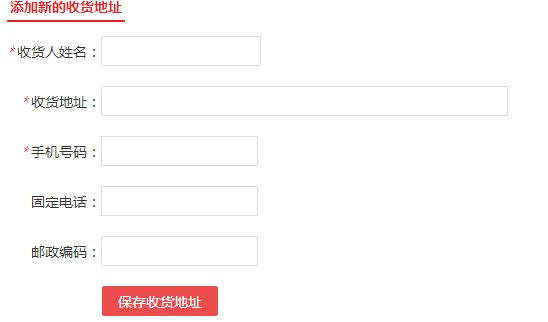 添加新的收货地址
*收货人姓名：
*收货地址：
*手机号码：
固定电话：
邮政编码：
保存收货地址